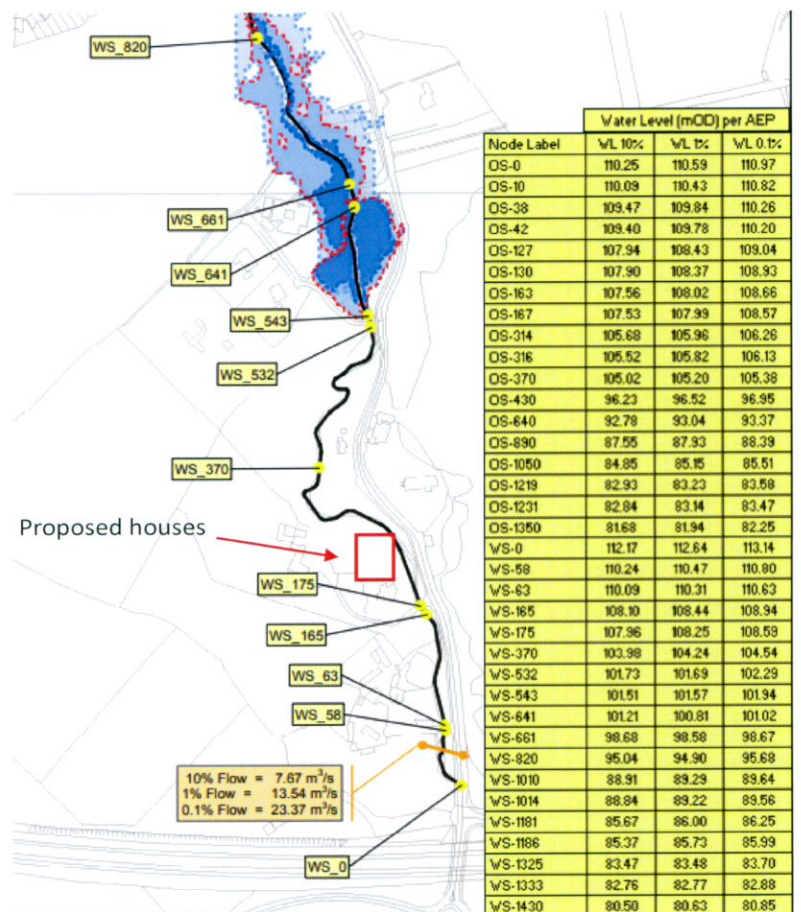 WS_820
WS_661
WS_641
WS_543
WS_532
WS_370
Proposed houses
WS_175
WS_165
WS_63
WS_58
10% Flow = 7.67 m³/s
1% Flow = 13.54 m³/s
0.1% Flow = 23.37 m³/s
WS_0
Water Level (mOD) per AEP
Node Label WL 10% WL 1% WL 0.1%
OS-0 110.25 110.59 110.97
OS-10 110.09 110.43 110.82
OS-38 109.47 109.84 110.26
OS-42 109.40 109.78 110.20
OS-127 107.94 108.43 109.04
OS-130 107.90 108.37 108.93
OS-163 107.56 108.02 108.66
OS-167 107.53 107.99 108.57
OS-314 105.68 105.96 106.26
OS-316 105.52 105.82 106.13
OS-370 105.02 105.20 105.38
OS-430 96.23 96.52 96.95
OS-640 92.78 93.04 93.37
OS-890 87.55 87.93 88.39
OS-1050 84.85 85.15 85.51
OS-1219 82.93 83.23 83.58
OS-1231 82.84 83.14 83.47
OS-1350 81.68 81.94 82.25
WS-0 112.17 112.64 113.14
WS-58 110.24 110.47 110.80
WS-63 110.09 110.31 110.63
WS-165 108.10 108.44 108.94
WS-175 107.96 108.25 108.59
WS-370 103.98 104.24 104.54
WS-532 101.73 101.69 102.29
WS-543 101.51 101.57 101.94
WS-641 101.21 100.81 101.02
WS-661 98.68 98.58 98.67
WS-820 95.04 94.90 95.68
WS-1010 88.91 89.29 89.64
WS-1014 88.84 89.22 89.56
WS-1181 85.67 86.00 86.25
WS-1186 85.37 85.73 85.99
WS-1325 83.47 83.48 83.70
WS-1333 82.76 82.77 82.88
WS-1430 80.50 80.63 80.85